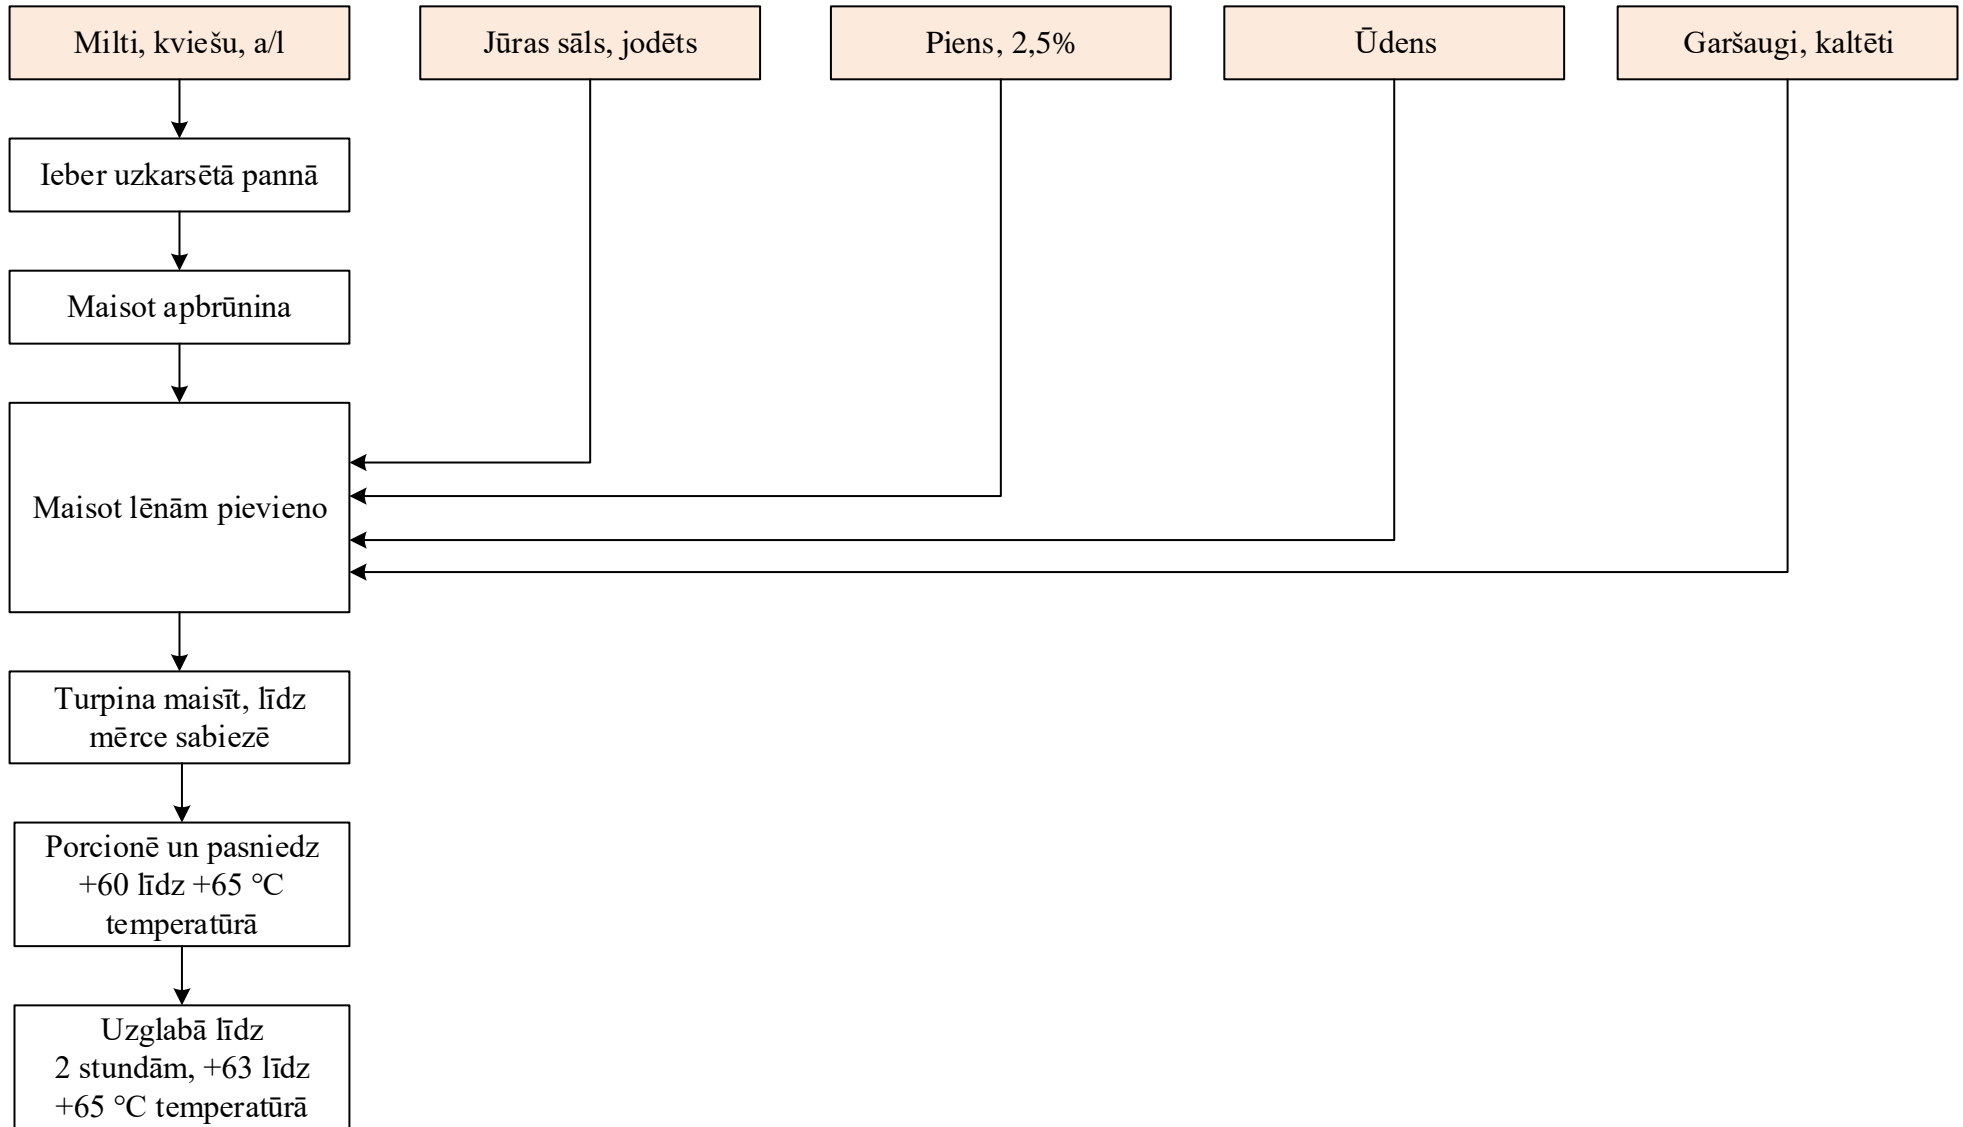 Milti, kviešu, a/l
Jūras sāls, jodēts
Piens, 2,5%
Ūdens
Garšaugi, kaltēti
Ieber uzkarsētā pannā
Maisot apbrūnina
Maisot lēnām pievieno
Turpina maisīt, līdz
mērce sabiezē
Porcionē un pasniedz
+60 līdz +65 °C
temperatūrā
Uzglabā līdz
2 stundām, +63 līdz
+65 °C temperatūrā